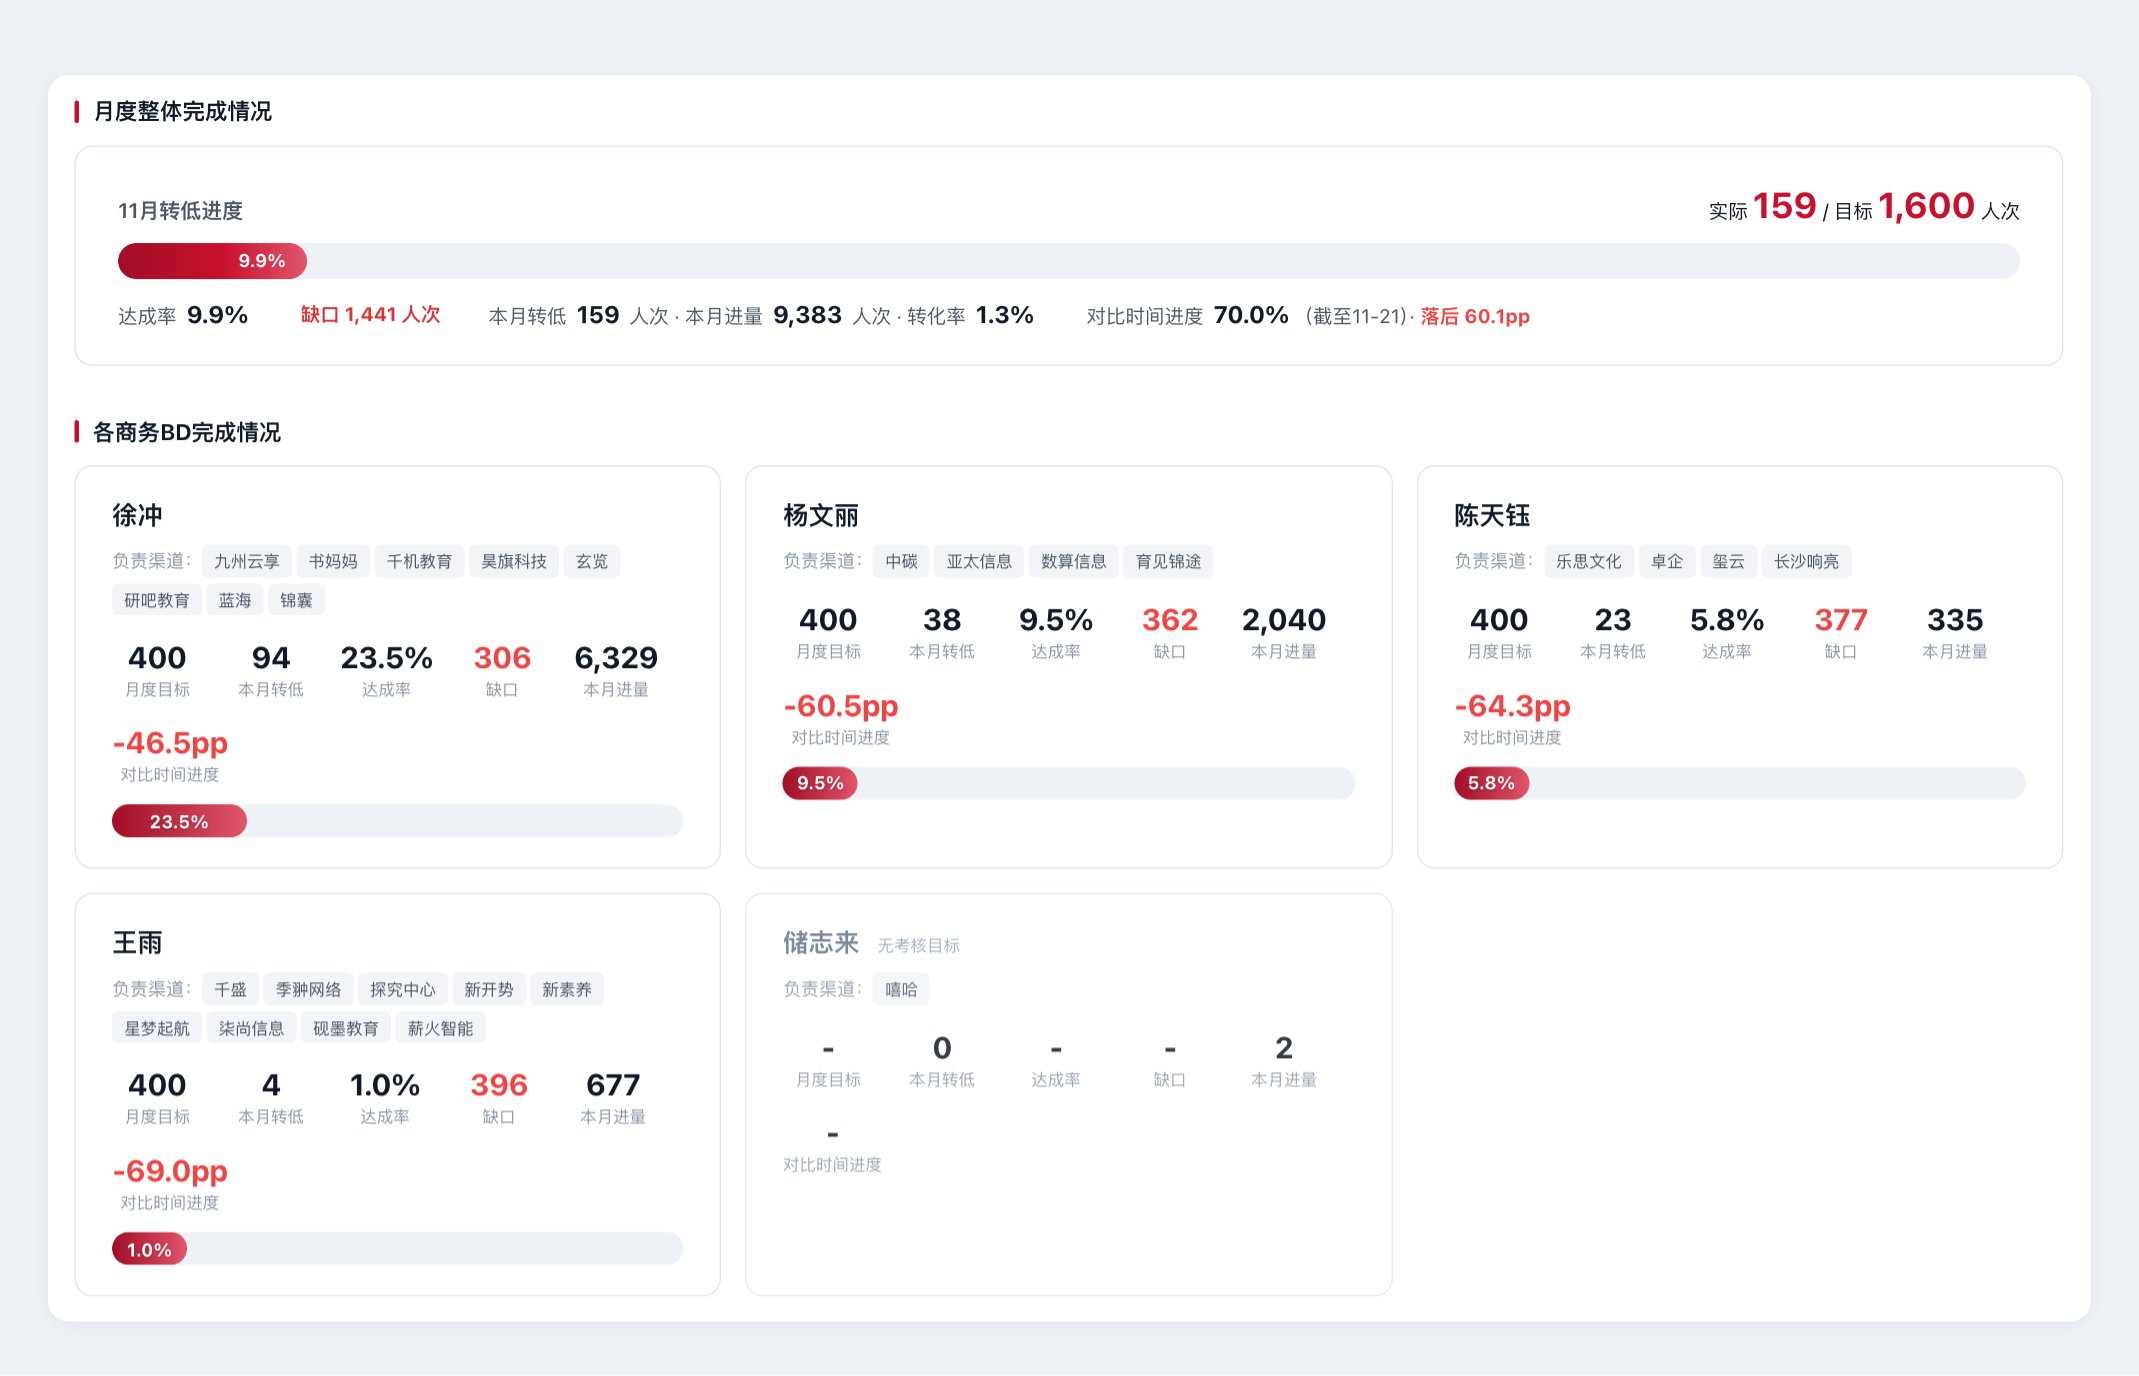 月度整体完成情况
11月转低进度
实际 159 / 目标 1,600 人次
9.9%
达成率 9.9% 缺口 1,441 人次 本月转低 159 人次 · 本月进量 9,383 人次 · 转化率 1.3% 对比时间进度 70.0% (截至11-21) · 落后 60.1pp
各商务BD完成情况
徐冲
负责渠道: 九州云享 书妈妈 千机教育 昊旗科技 玄览
研吧教育 蓝海 锦囊
400 94 23.5% 306 6,329
月度目标 本月转低 达成率 缺口 本月进量
-46.5pp
对比时间进度
23.5%
杨文丽
负责渠道: 中碳 亚太信息 数算信息 育见锦途
400 38 9.5% 362 2,040
月度目标 本月转低 达成率 缺口 本月进量
-60.5pp
对比时间进度
9.5%
陈天钰
负责渠道: 乐思文化 卓企 玺云 长沙响亮
400 23 5.8% 377 335
月度目标 本月转低 达成率 缺口 本月进量
-64.3pp
对比时间进度
5.8%
王雨
负责渠道: 千盛 季翀网络 探究中心 新开势 新素养
星梦起航 柒尚信息 砚墨教育 薪火智能
400 4 1.0% 396 677
月度目标 本月转低 达成率 缺口 本月进量
-69.0pp
对比时间进度
1.0%
储志来 无考核目标
负责渠道: 嘻哈
- 0 - - 2
月度目标 本月转低 达成率 缺口 本月进量
-
对比时间进度